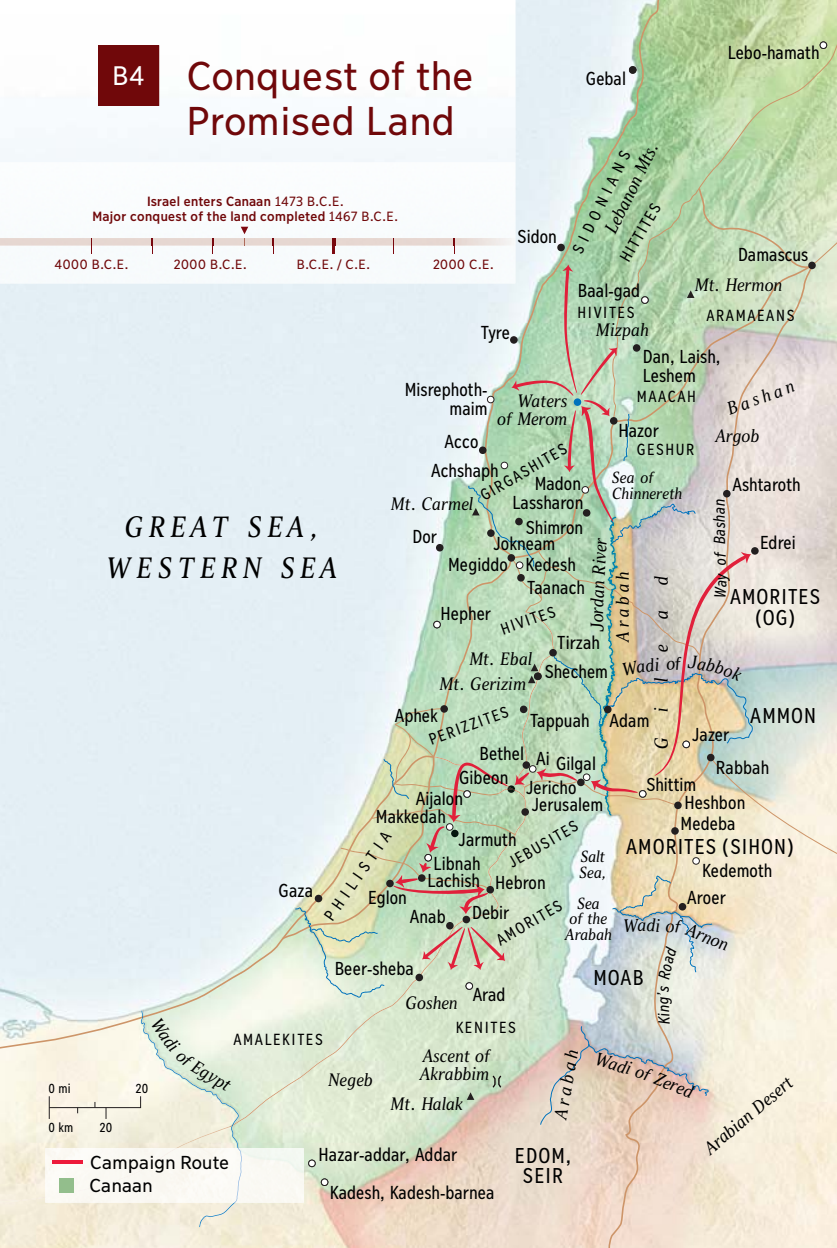 B4
Conquest of the
Promised Land
Israel enters Canaan 1473 B.C.E.
Major conquest of the land completed 1467 B.C.E.
4000 B.C.E.
2000 B.C.E.
B.C.E. / C.E.
2000 C.E.
Lebo-hamath
Gebal
SIDONIANS
Lebanon Mts.
HITTITES
Sidon
Damascus
Mt. Hermon
Baal-gad
HIVITES
Mizpah
ARAMAEANS
Tyre
Dan, Laish,
Leshem
MAACAH
Misrephoth-
maim
Waters
of Merom
Bashan
Argob
Hazor
GESHUR
Acco
Achshaph
GIRGASHITES
Madon
Lassharon
Sea of
Chinnereth
Ashtaroth
Mt. Carmel
Shimron
Way of Bashan
GREAT SEA,
WESTERN SEA
Dor
Jokneam
Edrei
Megiddo
Kedesh
Taanach
Jordan River
Arabah
Gilead
AMORITES
(OG)
Hepher
HIVITES
Tirzah
Mt. Ebal
Shechem
Mt. Gerizim
Wadi of Jabbok
Aphek
PERIZZITES
Tappuah
Adam
AMMON
Jazer
Rabbah
Bethel
Ai
Gilgal
Gibeon
Jericho
Shittim
Aijalon
Jerusalem
Heshbon
Makkedah
Medeba
Jarmuth
JEBUSITES
AMORITES (SIHON)
Libnah
Kedemoth
Salt
Sea,
Sea
of the
Arabah
PHILISTIA
Lachish
Hebron
Gaza
Eglon
Aroer
Anab
Debir
AMORITES
Wadi of Arnon
Beer-sheba
MOAB
King's Road
Goshen
Arad
KENITES
AMALEKITES
Wadi of Egypt
Ascent of
Akrabbim
Negeb
Mt. Halak
Arabah
Wadi of Zered
Arabian Desert
0 mi
20
0 km
20
Campaign Route
Canaan
Hazar-addar, Addar
Kadesh, Kadesh-barnea
EDOM,
SEIR